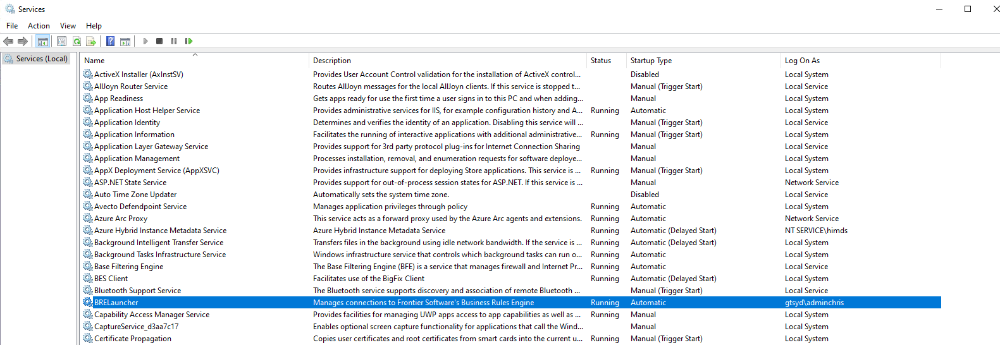 Services
File Action View Help
Services (Local)
Name Description Status Startup Type Log On As
ActiveX Installer (AxInstSV) Provides User Account Control validation for the installation of ActiveX control... Disabled Local System
AllJoyn Router Service Routes AllJoyn messages for the local AllJoyn clients. If this service is stopped t... Manual (Trigger Start) Local Service
App Readiness Gets apps ready for use the first time a user signs in to this PC and when adding... Manual Local System
Application Host Helper Service Provides administrative services for IIS, for example configuration history and A... Running Automatic Local System
Application Identity Determines and verifies the identity of an application. Disabling this service will ... Manual (Trigger Start) Local Service
Application Information Facilitates the running of interactive applications with additional administrative... Running Manual (Trigger Start) Local System
Application Layer Gateway Service Provides support for 3rd party protocol plug-ins for Internet Connection Sharing Manual Local Service
Application Management Processes installation, removal, and enumeration requests for software deploye... Manual Local System
AppX Deployment Service (AppXSVC) Provides infrastructure support for deploying Store applications. This service is ... Running Manual (Trigger Start) Local System
ASP.NET State Service Provides support for out-of-process session states for ASP.NET. If this service is ... Manual Network Service
Auto Time Zone Updater Automatically sets the system time zone. Disabled Local Service
Avecto Defendpoint Service Manages application privileges through policy Running Automatic Local System
Azure Arc Proxy This service acts as a forward proxy used by the Azure Arc agents and extensions. Running Automatic Network Service
Azure Hybrid Instance Metadata Service Azure Hybrid Instance Metadata Service Running Automatic (Delayed Start) NT SERVICE\himds
Background Intelligent Transfer Service Transfers files in the background using idle network bandwidth. If the service is ... Running Automatic (Delayed Start) Local System
Background Tasks Infrastructure Service Windows infrastructure service that controls which background tasks can run o... Running Automatic Local System
Base Filtering Engine The Base Filtering Engine (BFE) is a service that manages firewall and Internet Pr... Running Automatic Local Service
BES Client Facilitates use of the BigFix Client Running Automatic (Delayed Start) Local System
Bluetooth Support Service The Bluetooth service supports discovery and association of remote Bluetooth ... Manual (Trigger Start) Local Service
BRELauncher Manages connections to Frontier Software's Business Rules Engine Running Automatic gtsyd\adminchris
Capability Access Manager Service Provides facilities for managing UWP apps access to app capabilities as well as ... Running Manual Local System
CaptureService_d3aa7c17 Enables optional screen capture functionality for applications that call the Wind... Manual Local System
Certificate Propagation Copies user certificates and root certificates from smart cards into the current u... Running Manual (Trigger Start) Local System